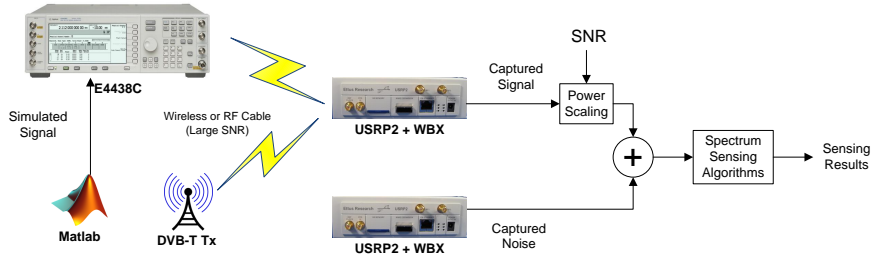 SNR
E4438C
Simulated
Signal
Wireless or RF Cable
(Large SNR)
Matlab
DVB-T Tx
USRP2 + WBX
Captured
Signal
Power
Scaling
+
Spectrum
Sensing
Algorithms
Sensing
Results
USRP2 + WBX
Captured
Noise